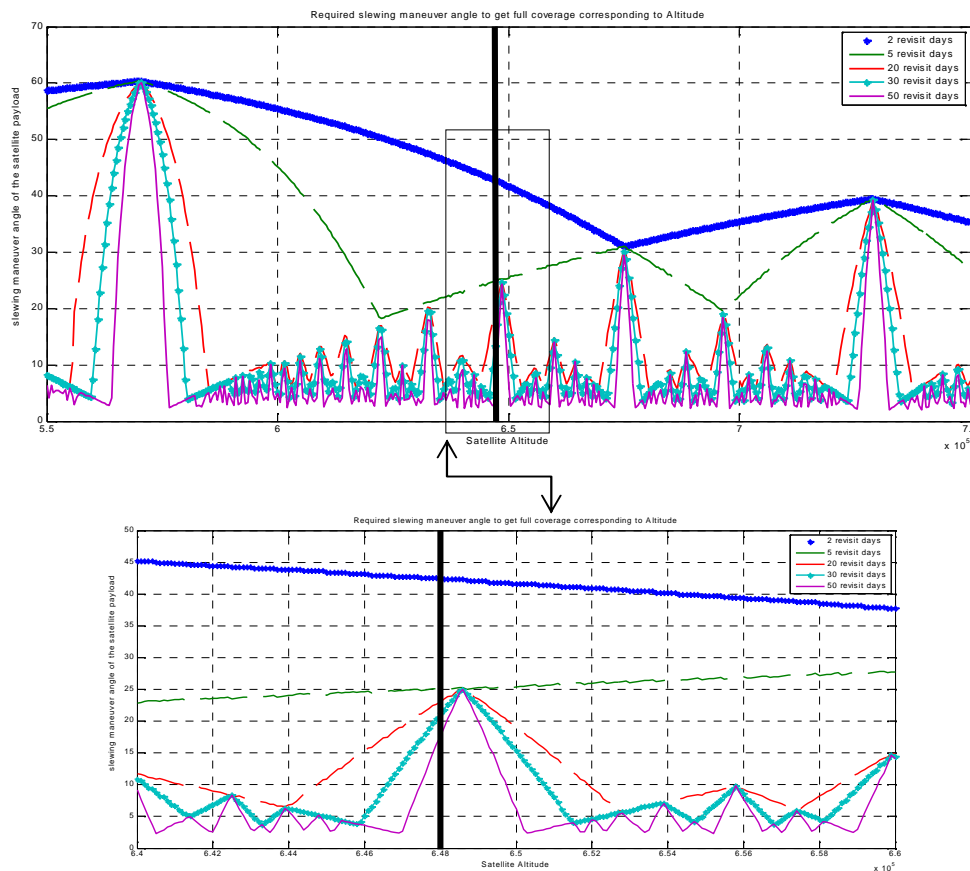 Required slewing maneuver angle to get full coverage corresponding to Altitude
slewing maneuver angle of the satellite payload
70
60
50
40
30
20
10
0
2 revisit days
5 revisit days
20 revisit days
30 revisit days
50 revisit days
5.5
6
6.5
7
Satellite Altitude
x 10⁵
Required slewing maneuver angle to get full coverage corresponding to Altitude
slewing maneuver angle of the satellite payload
50
45
40
35
30
25
20
15
10
5
0
2 revisit days
5 revisit days
20 revisit days
30 revisit days
50 revisit days
6.4
6.42
6.44
6.46
6.48
6.5
6.52
6.54
6.56
6.58
6.6
Satellite Altitude
x 10⁵